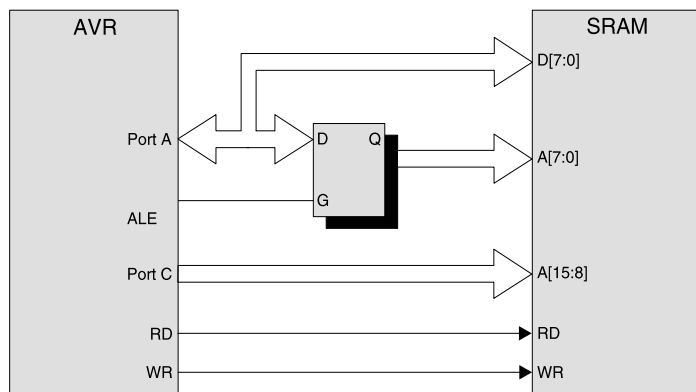 AVR
SRAM
D[7:0]
Port A
D
Q
A[7:0]
G
ALE
Port C
A[15:8]
RD
RD
WR
WR